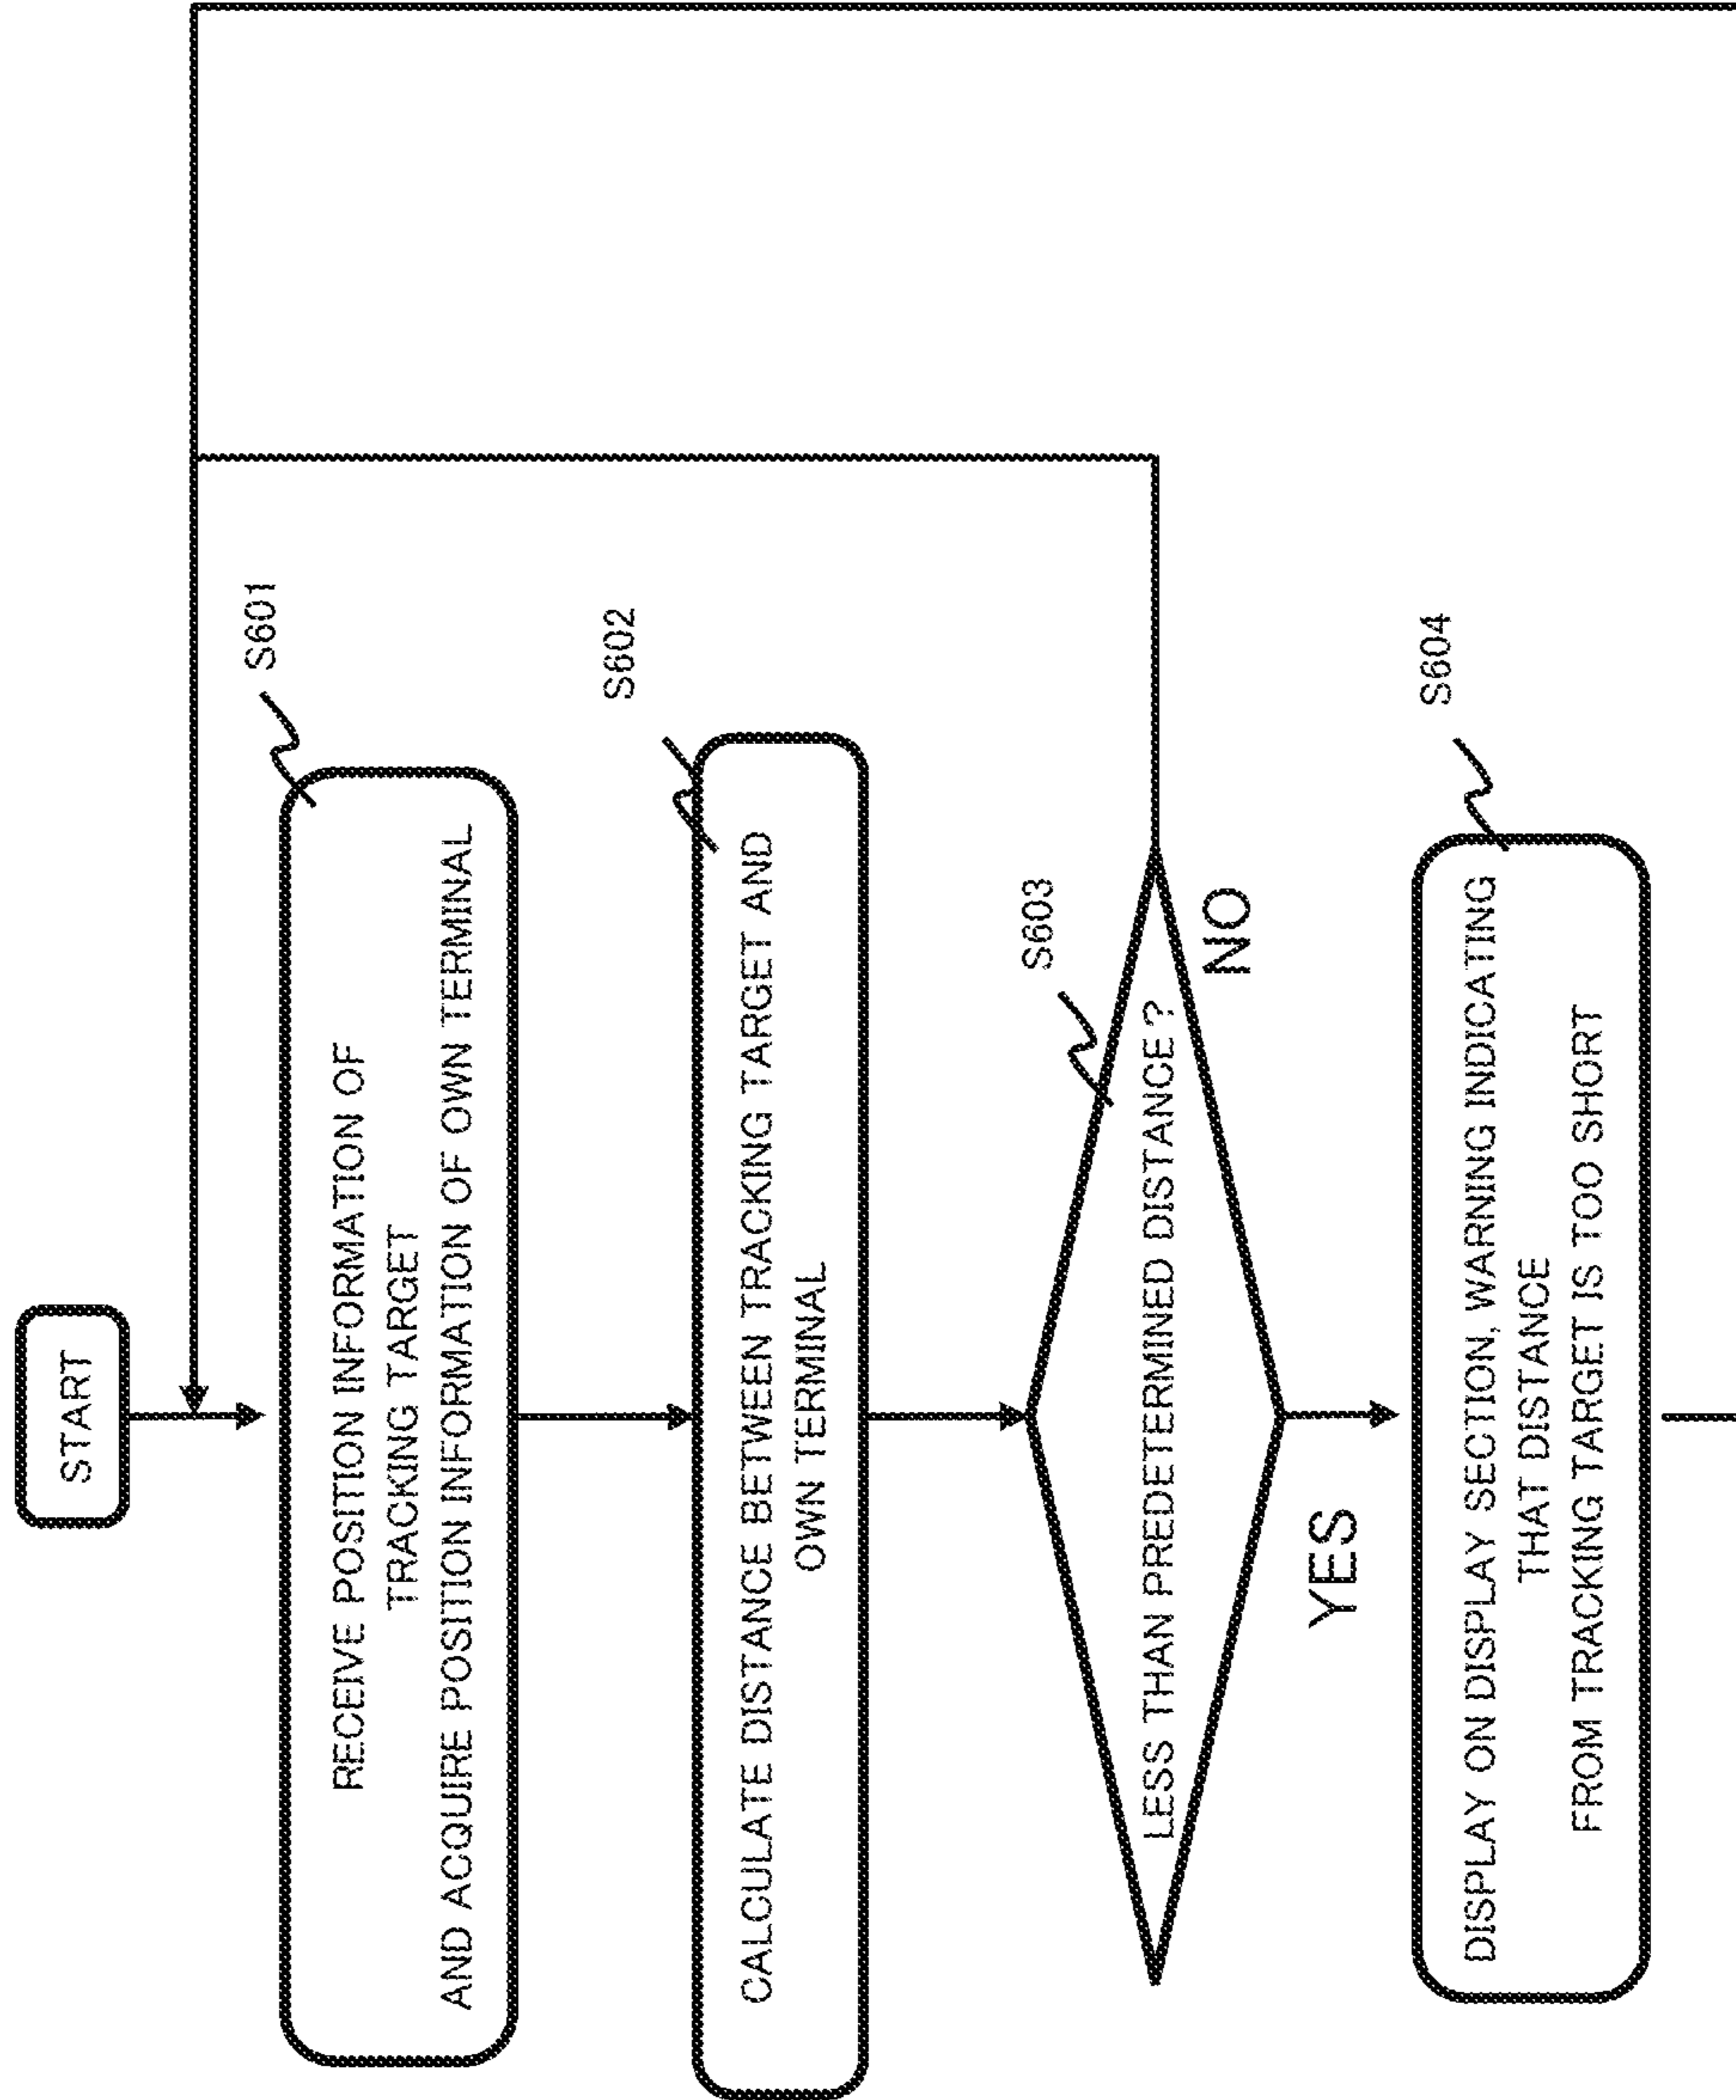 START
S601
RECEIVE POSITION INFORMATION OF
TRACKING TARGET
AND ACQUIRE POSITION INFORMATION OF OWN TERMINAL
S602
CALCULATE DISTANCE BETWEEN TRACKING TARGET AND
OWN TERMINAL
S603
LESS THAN PREDETERMINED DISTANCE?
NO
YES
S604
DISPLAY ON DISPLAY SECTION, WARNING INDICATING
THAT DISTANCE
FROM TRACKING TARGET IS TOO SHORT